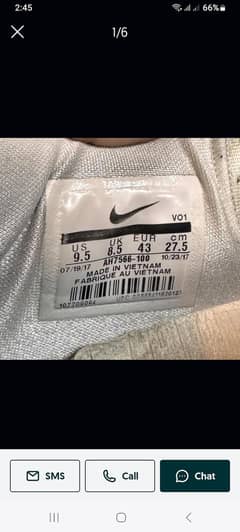 2:45
66%
1/6
V01
US UK EUR cm
9.5 8.5 43 27.5
AH7566-100
07/19/17 10/23/17
MADE IN VIETNAM
FABRIQUE AU VIETNAM
SMS
Call
Chat